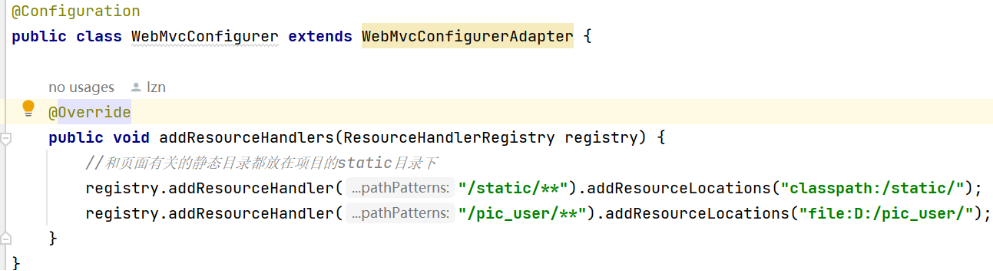 @Configuration
public class WebMvcConfigurer extends WebMvcConfigurerAdapter {
no usages lzn
@Override
public void addResourceHandlers(ResourceHandlerRegistry registry) {
//和页面有关的静态目录都放在项目的static目录下
registry.addResourceHandler( ...pathPatterns: "/static/**").addResourceLocations("classpath:/static/");
registry.addResourceHandler( ...pathPatterns: "/pic_user/**").addResourceLocations("file:D:/pic_user/");
}
}